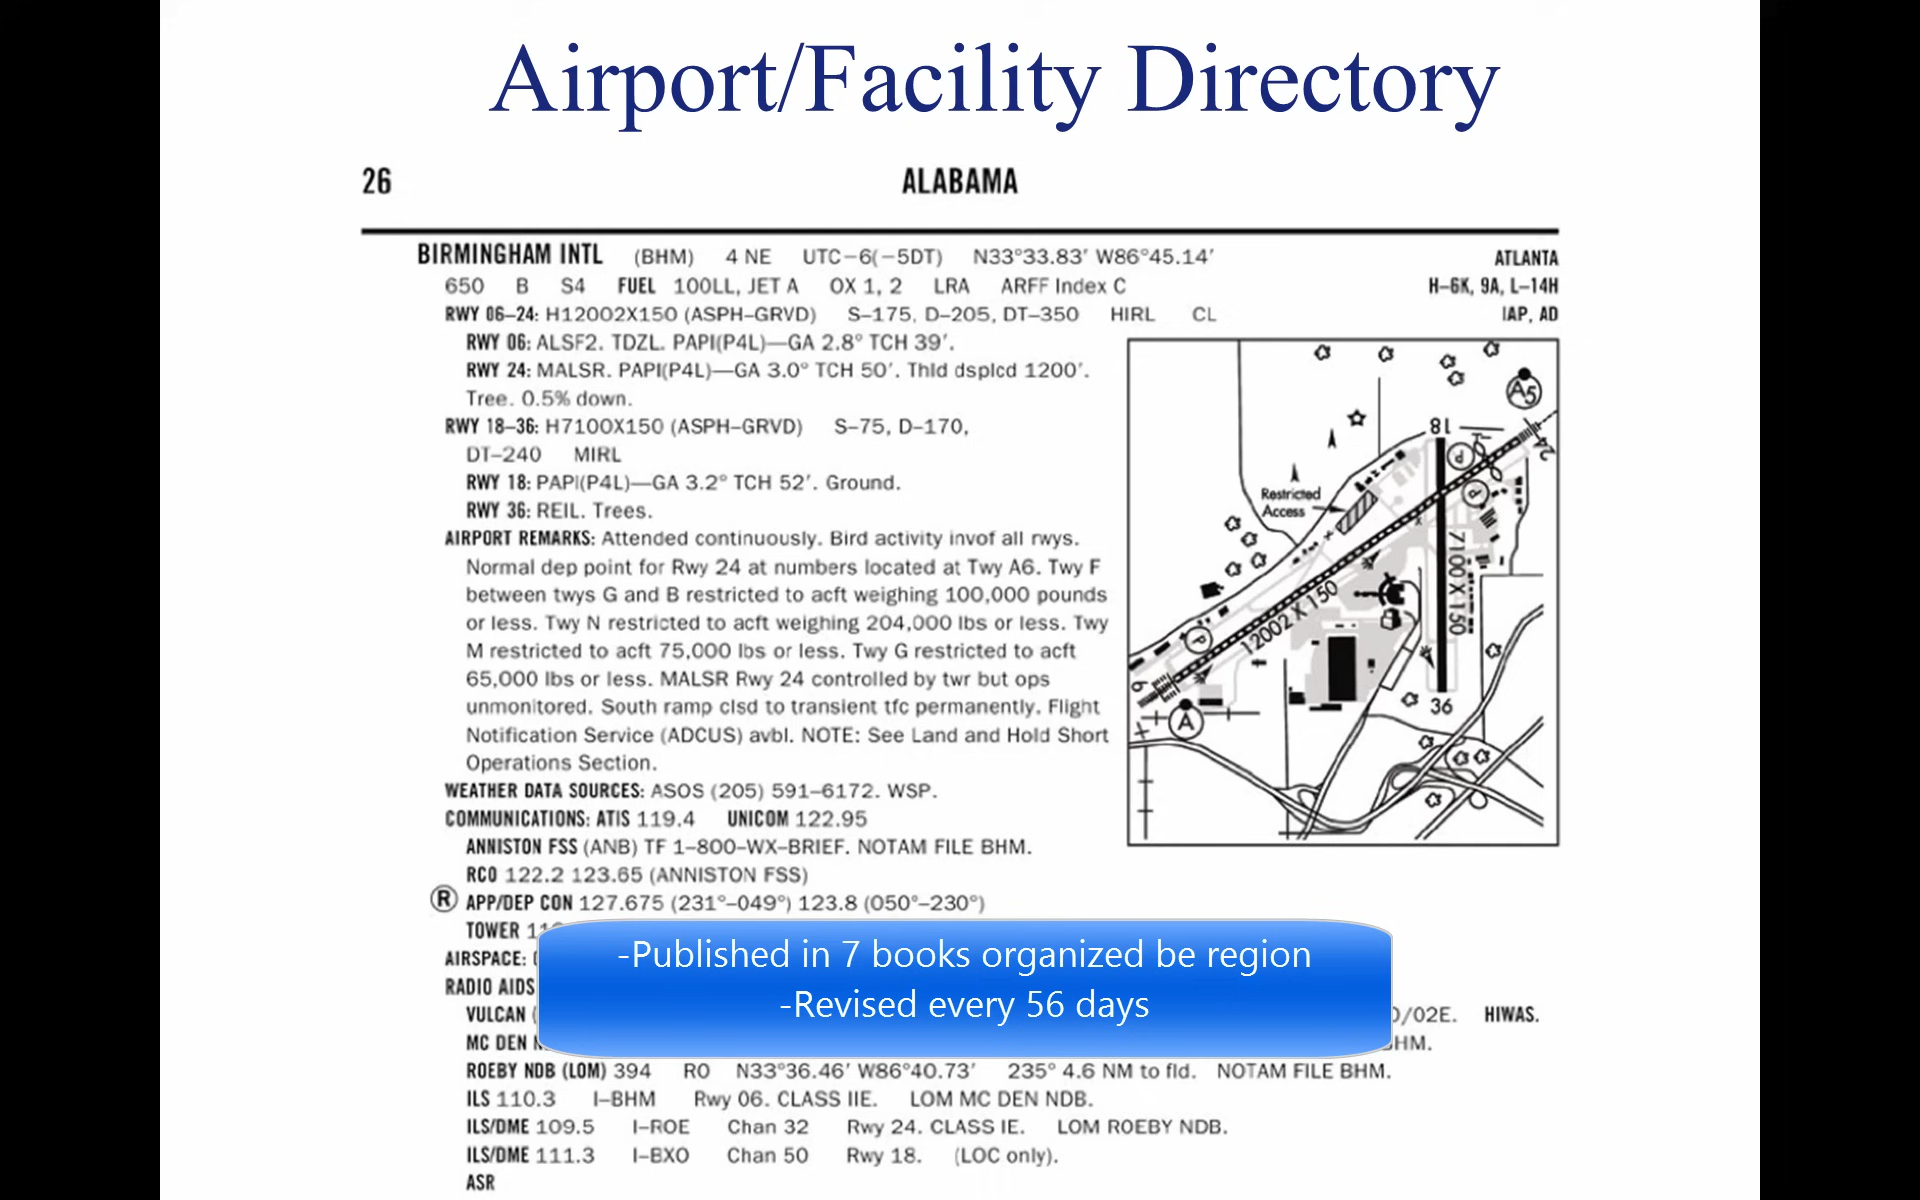 Airport/Facility Directory
26 ALABAMA
BIRMINGHAM INTL (BHM) 4 NE UTC−6(−5DT) N33°33.83′ W86°45.14′ ATLANTA
650 B S4 FUEL 100LL, JET A OX 1, 2 LRA ARFF Index C H–6K, 9A, L–14H
RWY 06–24: H12002X150 (ASPH–GRVD) S–175, D–205, DT–350 HIRL CL IAP, AD
RWY 06: ALSF2. TDZL. PAPI(P4L)—GA 2.8° TCH 39′.
RWY 24: MALSR. PAPI(P4L)—GA 3.0° TCH 50′. Thld dsplcd 1200′.
Tree. 0.5% down.
RWY 18–36: H7100X150 (ASPH–GRVD) S–75, D–170,
DT–240 MIRL
RWY 18: PAPI(P4L)—GA 3.2° TCH 52′. Ground.
RWY 36: REIL. Trees.
AIRPORT REMARKS: Attended continuously. Bird activity invof all rwys.
Normal dep point for Rwy 24 at numbers located at Twy A6. Twy F
between twys G and B restricted to acft weighing 100,000 pounds
or less. Twy N restricted to acft weighing 204,000 lbs or less. Twy
M restricted to acft 75,000 lbs or less. Twy G restricted to acft
65,000 lbs or less. MALSR Rwy 24 controlled by twr but ops
unmonitored. South ramp clsd to transient tfc permanently. Flight
Notification Service (ADCUS) avbl. NOTE: See Land and Hold Short
Operations Section.
WEATHER DATA SOURCES: ASOS (205) 591–6172. WSP.
COMMUNICATIONS: ATIS 119.4 UNICOM 122.95
ANNISTON FSS (ANB) TF 1–800–WX–BRIEF. NOTAM FILE BHM.
RCO 122.2 123.65 (ANNISTON FSS)
Ⓡ APP/DEP CON 127.675 (231°–049°) 123.8 (050°–230°)
TOWER
AIRSPACE:
RADIO AIDS
VULCAN /02E. HIWAS.
MC DEN BHM.
ROEBY NDB (LOM) 394 RO N33°36.46′ W86°40.73′ 235° 4.6 NM to fld. NOTAM FILE BHM.
ILS 110.3 I–BHM Rwy 06. CLASS IIE. LOM MC DEN NDB.
ILS/DME 109.5 I–ROE Chan 32 Rwy 24. CLASS IE. LOM ROEBY NDB.
ILS/DME 111.3 I–BXO Chan 50 Rwy 18. (LOC only).
ASR
A5
18
24
P
P
Restricted
Access
7100 X 150
12002 X 150
P
6
A
36
-Published in 7 books organized be region
-Revised every 56 days